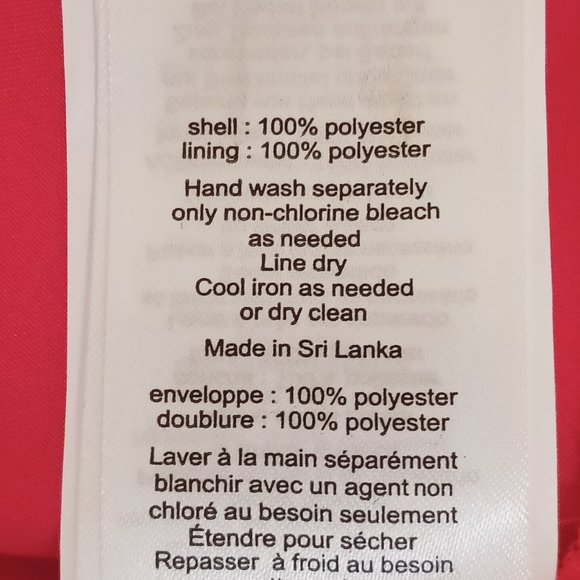 shell : 100% polyester
lining : 100% polyester
Hand wash separately
only non-chlorine bleach
as needed
Line dry
Cool iron as needed
or dry clean
Made in Sri Lanka
enveloppe : 100% polyester
doublure : 100% polyester
Laver à la main séparément
blanchir avec un agent non
chloré au besoin seulement
Étendre pour sécher
Repasser à froid au besoin